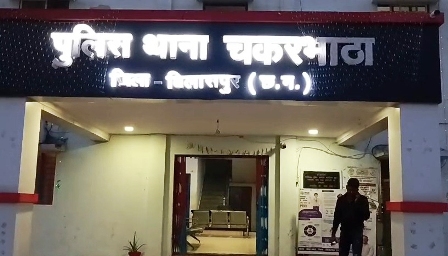 पुलिस थाना चकरभाठा
जिला - बिलासपुर ( छ.ग. )